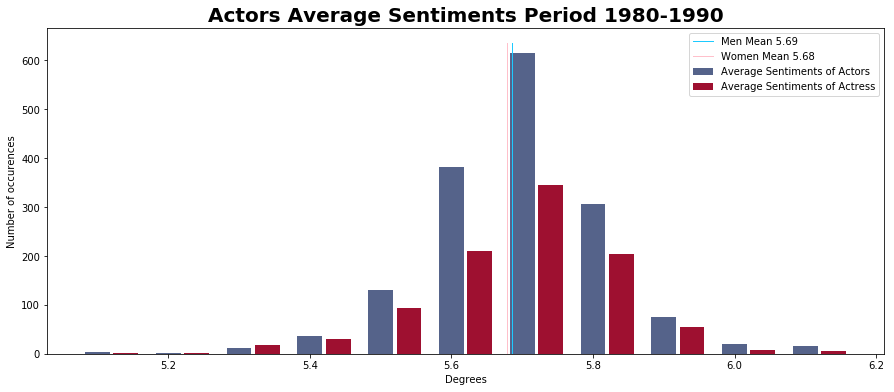 Actors Average Sentiments Period 1980-1990
Men Mean 5.69
Women Mean 5.68
Average Sentiments of Actors
Average Sentiments of Actress
Number of occurences
600
500
400
300
200
100
0
5.2
5.4
5.6
5.8
6.0
6.2
Degrees